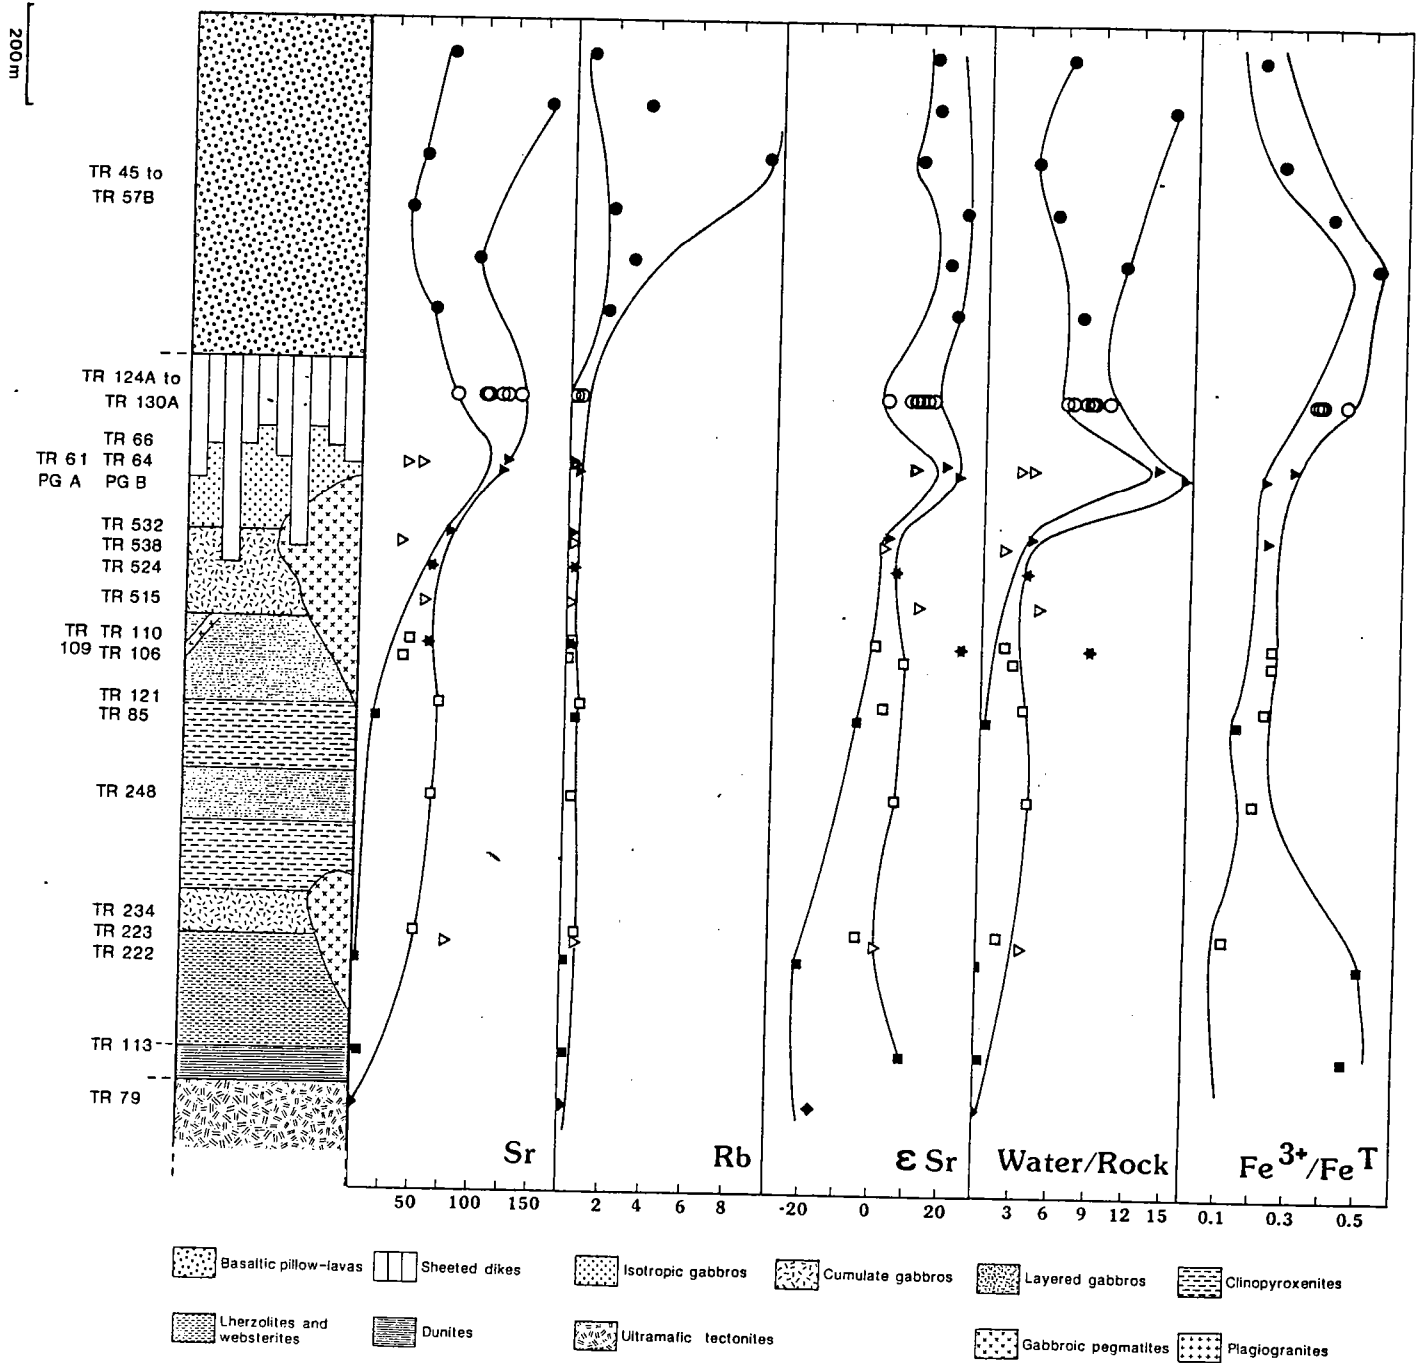 200m
TR 45 to
TR 57B
TR 124A to
TR 130A
TR 66
TR 61 TR 64
PG A PG B
TR 532
TR 538
TR 524
TR 515
TR TR 110
109 TR 106
TR 121
TR 85
TR 248
TR 234
TR 223
TR 222
TR 113
TR 79
Sr Rb ε Sr Water/Rock Fe3+/FeT
50 100 150 2 4 6 8 -20 0 20 3 6 9 12 15 0.1 0.3 0.5
Basaltic pillow-lavas Sheeted dikes Isotropic gabbros Cumulate gabbros Layered gabbros Clinopyroxenites
Lherzolites and
websterites Dunites Ultramafic tectonites Gabbroic pegmatites Plagiogranites